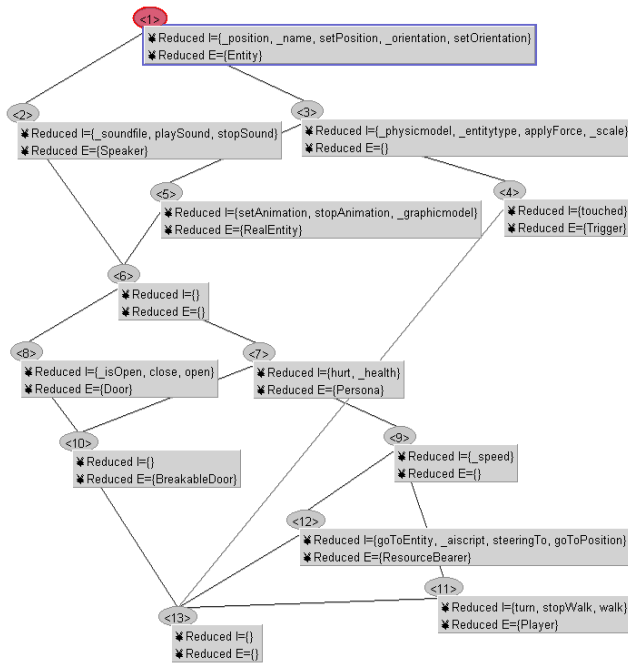 <1>
¥ Reduced I={_position, _name, setPosition, _orientation, setOrientation}
¥ Reduced E={Entity}
<2>
¥ Reduced I={_soundfile, playSound, stopSound}
¥ Reduced E={Speaker}
<3>
¥ Reduced I={_physicmodel, _entitytype, applyForce, _scale}
¥ Reduced E={}
<5>
¥ Reduced I={setAnimation, stopAnimation, _graphicmodel}
¥ Reduced E={RealEntity}
<4>
¥ Reduced I={touched}
¥ Reduced E={Trigger}
<6>
¥ Reduced I={}
¥ Reduced E={}
<8>
¥ Reduced I={_isOpen, close, open}
¥ Reduced E={Door}
<7>
¥ Reduced I={hurt, _health}
¥ Reduced E={Persona}
<10>
¥ Reduced I={}
¥ Reduced E={BreakableDoor}
<9>
¥ Reduced I={_speed}
¥ Reduced E={}
<12>
¥ Reduced I={goToEntity, _aiscript, steeringTo, goToPosition}
¥ Reduced E={ResourceBearer}
<11>
¥ Reduced I={turn, stopWalk, walk}
¥ Reduced E={Player}
<13>
¥ Reduced I={}
¥ Reduced E={}